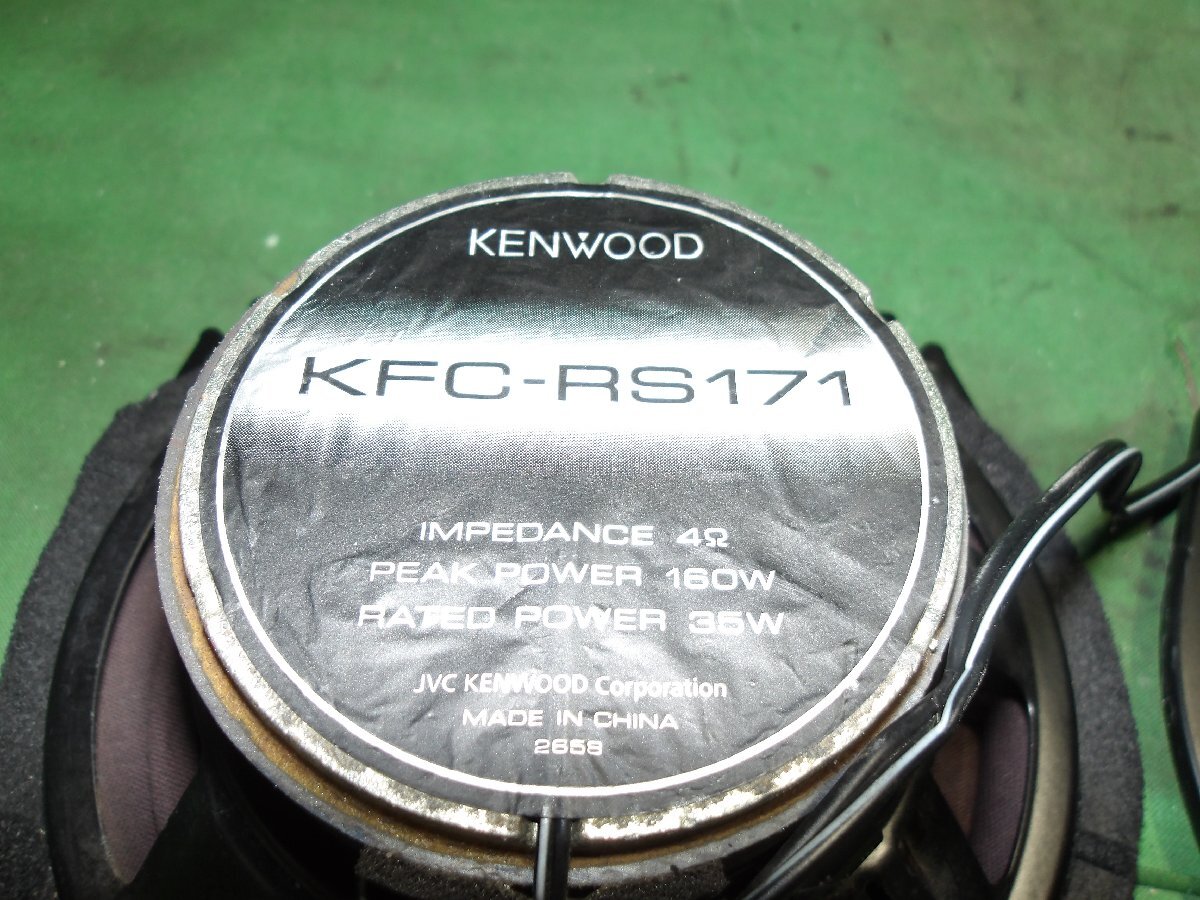 KENWOOD
KFC-RS171
IMPEDANCE 4Ω
PEAK POWER 160W
RATED POWER 35W
JVC KENWOOD Corporation
MADE IN CHINA
2658